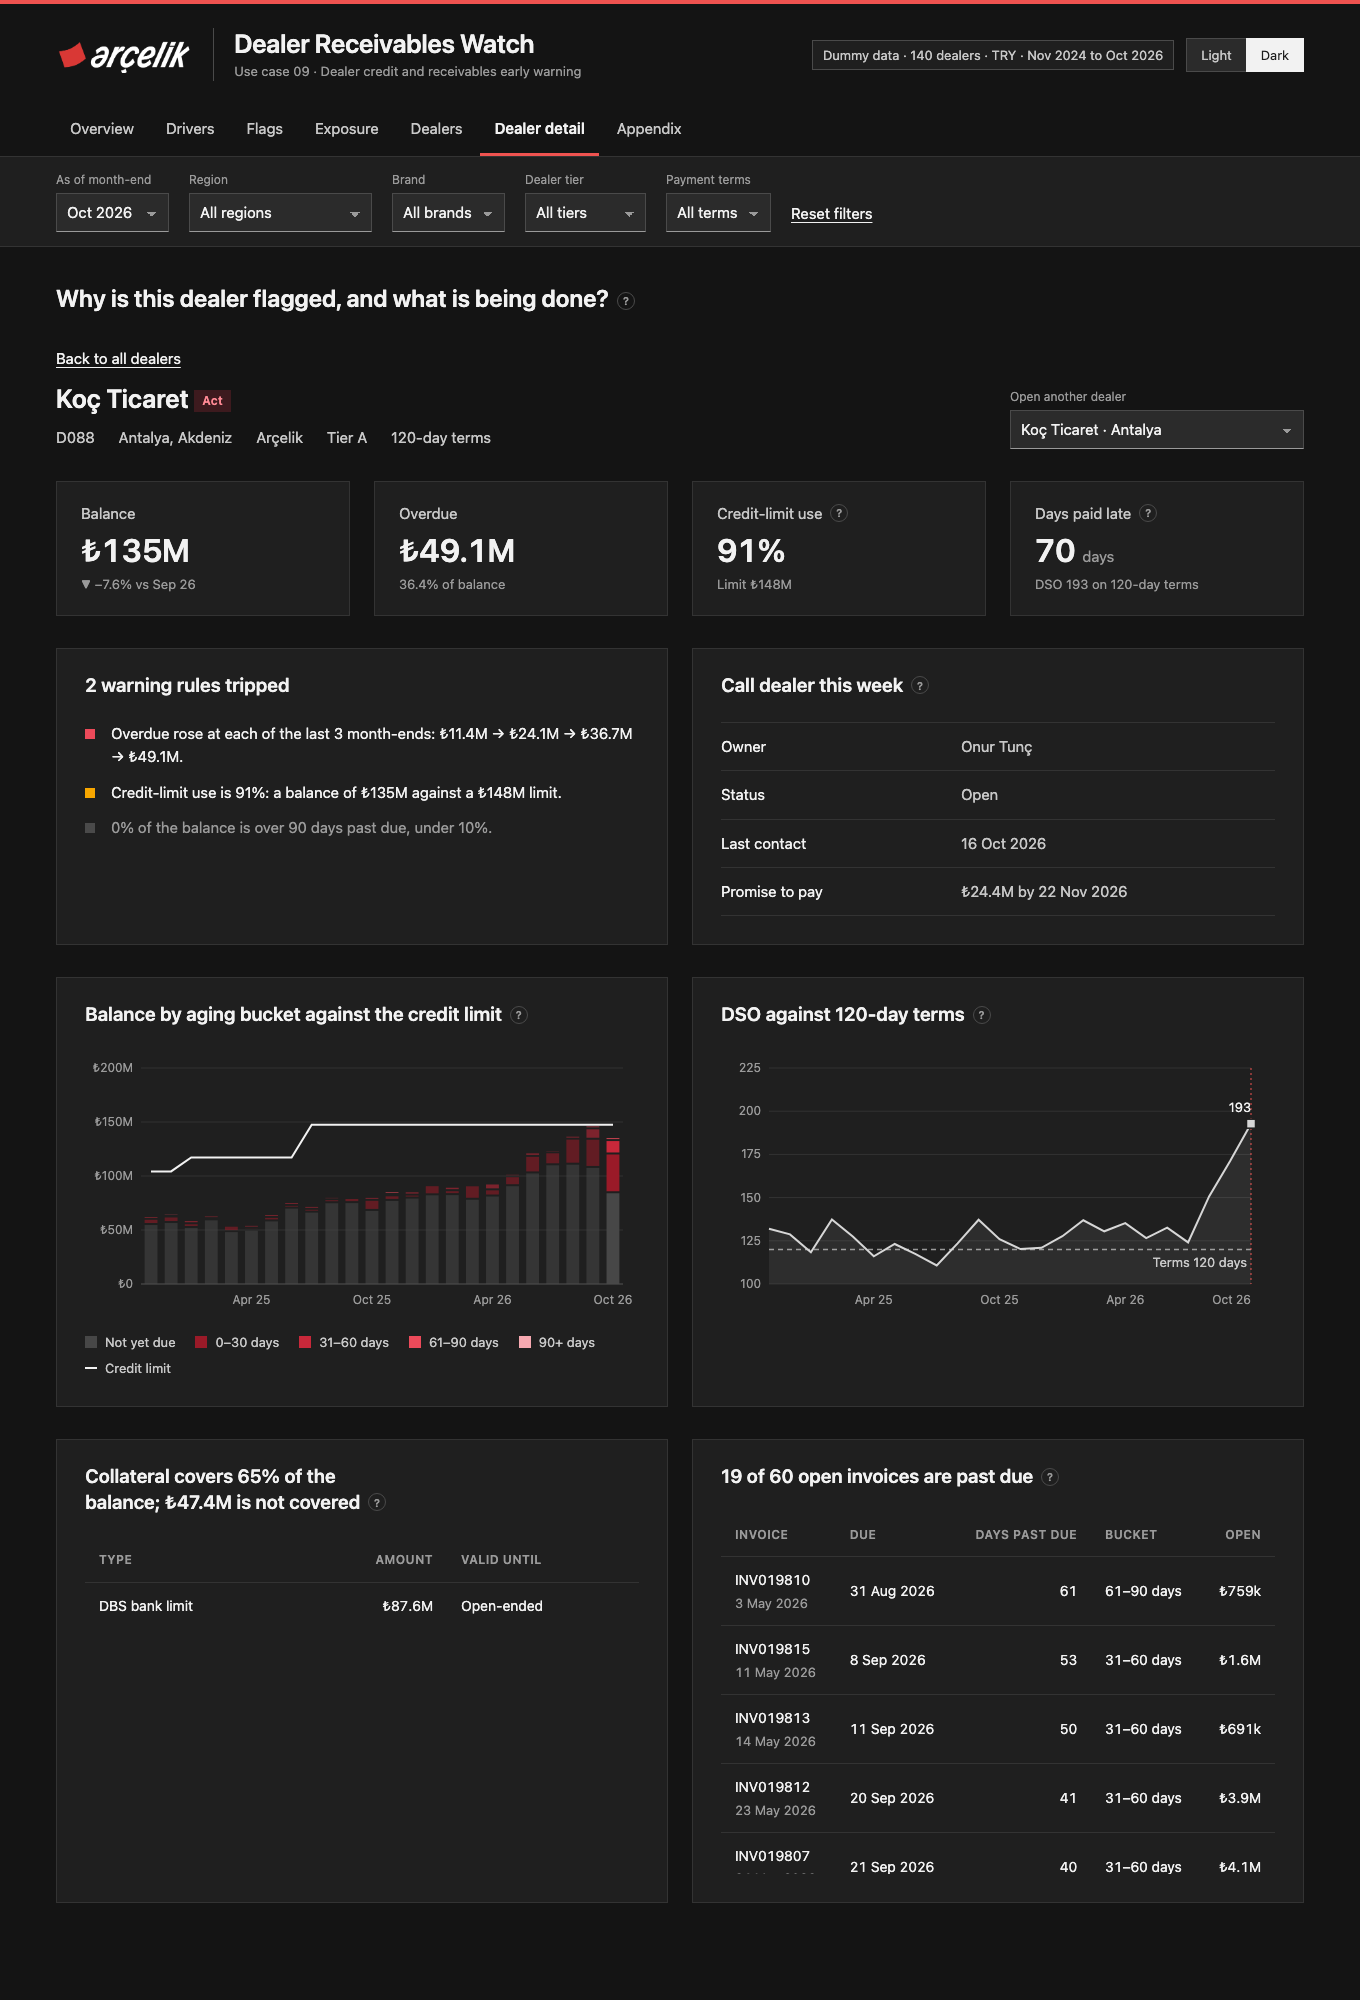 arçelik
Dealer Receivables Watch
Use case 09 · Dealer credit and receivables early warning
Dummy data · 140 dealers · TRY · Nov 2024 to Oct 2026
Light
Dark
Overview
Drivers
Flags
Exposure
Dealers
Dealer detail
Appendix
As of month-end
Region
Brand
Dealer tier
Payment terms
Oct 2026
All regions
All brands
All tiers
All terms
Reset filters
Why is this dealer flagged, and what is being done? ?
Back to all dealers
Koç Ticaret Act
D088 Antalya, Akdeniz Arçelik Tier A 120-day terms
Open another dealer
Koç Ticaret · Antalya
Balance
₺135M
▼ −7.6% vs Sep 26
Overdue
₺49.1M
36.4% of balance
Credit-limit use ?
91%
Limit ₺148M
Days paid late ?
70 days
DSO 193 on 120-day terms
2 warning rules tripped
Overdue rose at each of the last 3 month-ends: ₺11.4M → ₺24.1M → ₺36.7M
→ ₺49.1M.
Credit-limit use is 91%: a balance of ₺135M against a ₺148M limit.
0% of the balance is over 90 days past due, under 10%.
Call dealer this week ?
Owner Onur Tunç
Status Open
Last contact 16 Oct 2026
Promise to pay ₺24.4M by 22 Nov 2026
Balance by aging bucket against the credit limit ?
₺200M
₺150M
₺100M
₺50M
₺0
Apr 25 Oct 25 Apr 26 Oct 26
Not yet due 0–30 days 31–60 days 61–90 days 90+ days
Credit limit
DSO against 120-day terms ?
225
200
193
175
150
125
Terms 120 days
100
Apr 25 Oct 25 Apr 26 Oct 26
Collateral covers 65% of the
balance; ₺47.4M is not covered ?
TYPE AMOUNT VALID UNTIL
DBS bank limit ₺87.6M Open-ended
19 of 60 open invoices are past due ?
INVOICE DUE DAYS PAST DUE BUCKET OPEN
INV019810
3 May 2026
31 Aug 2026 61 61–90 days ₺759k
INV019815
11 May 2026
8 Sep 2026 53 31–60 days ₺1.6M
INV019813
14 May 2026
11 Sep 2026 50 31–60 days ₺691k
INV019812
23 May 2026
20 Sep 2026 41 31–60 days ₺3.9M
INV019807
21 Sep 2026 40 31–60 days ₺4.1M